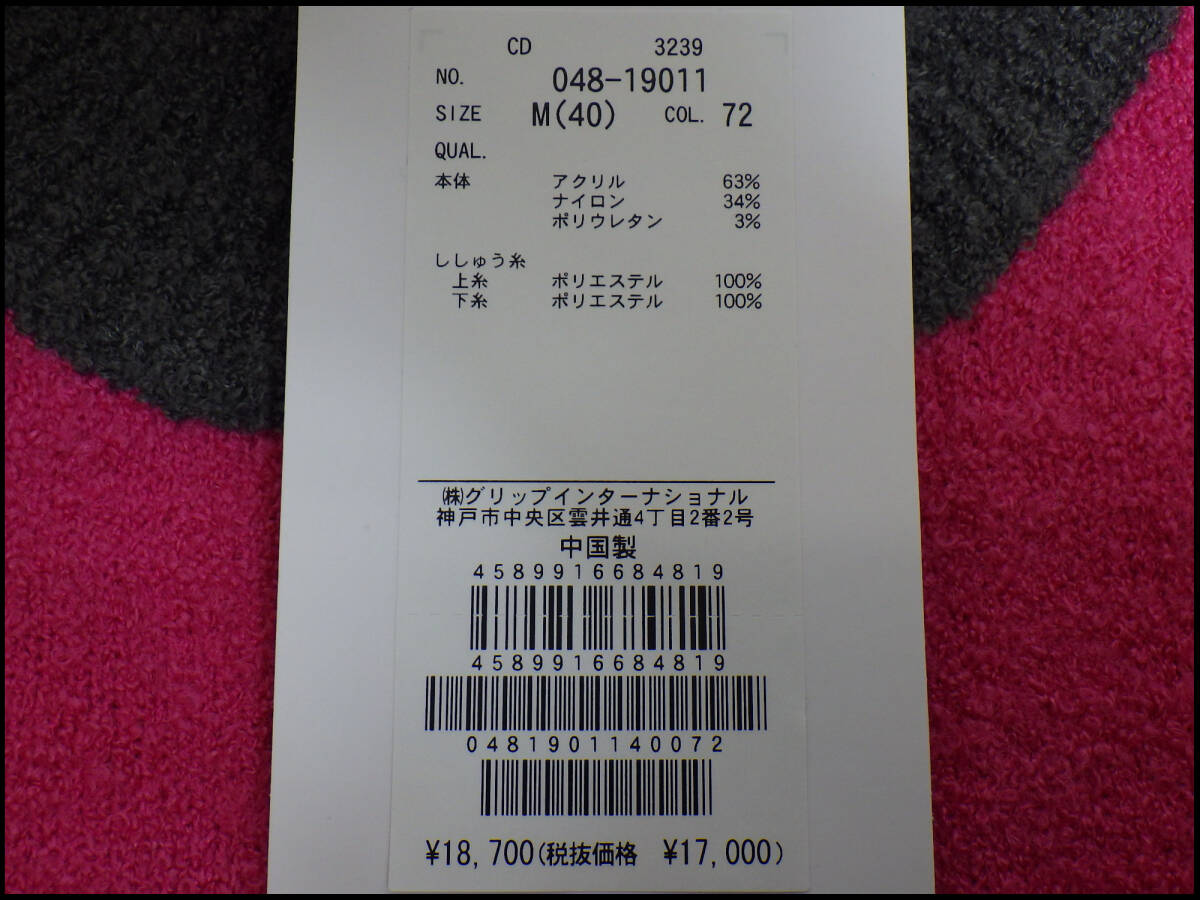 CD 3239
NO. 048-19011
SIZE M(40) COL. 72
QUAL.
本体 アクリル 63%
ナイロン 34%
ポリウレタン 3%
ししゅう糸
上糸 ポリエステル 100%
下糸 ポリエステル 100%
㈱グリップインターナショナル
神戸市中央区雲井通4丁目2番2号
中国製
4589916684819
4589916684819
0481901140072
¥18,700(税抜価格 ¥17,000)